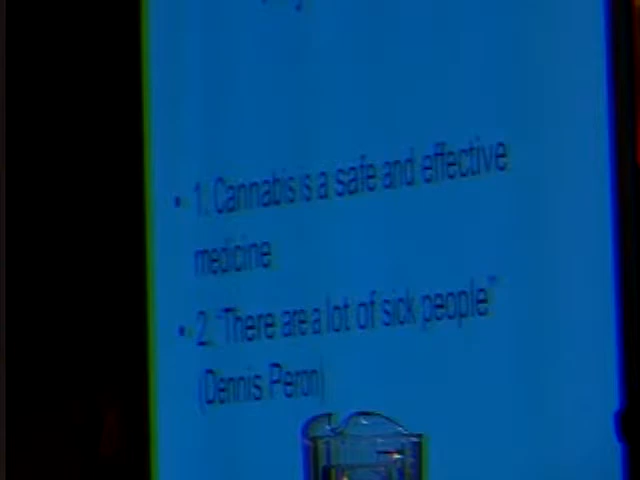 • 1. Cannabis is a safe and effective
medicine
• 2. "There are a lot of sick people"
(Dennis Peron)